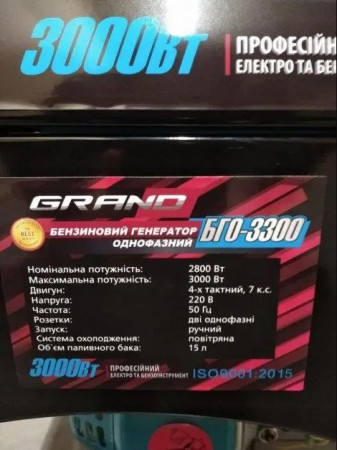 3000Вт
ПРОФЕСІЙН
ЕЛЕКТРО ТА БЕН
GRAND
BEST
БЕНЗИНОВИЙ ГЕНЕРАТОР
ОДНОФАЗНИЙ
БГО-3300
Номінальна потужність: 2800 Вт
Максимальна потужність: 3000 Вт
Двигун: 4-х тактний, 7 к.с.
Напруга: 220 В
Частота: 50 Гц
Розетки: дві однофазні
Запуск: ручний
Система охолодження: повітряна
Об'єм паливного бака: 15 л
3000Вт
ПРОФЕСІЙНИЙ
ЕЛЕКТРО ТА БЕНЗОІНСТРУМЕНТ
ISO9001:2015